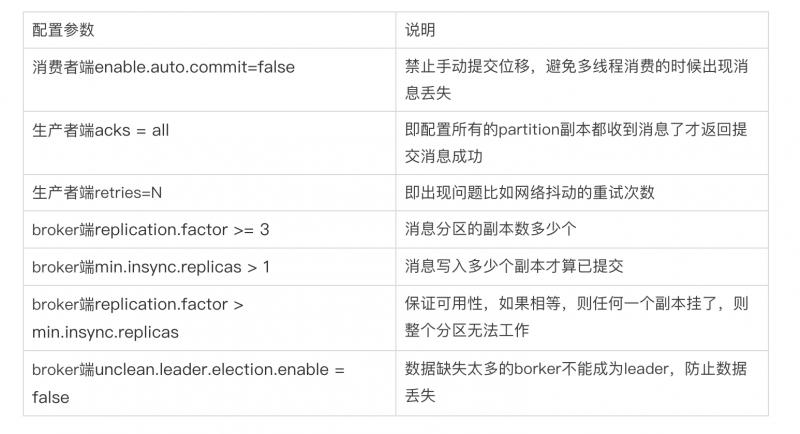 配置参数
说明
消费者端enable.auto.commit=false
禁止手动提交位移，避免多线程消费的时候出现消
息丢失
生产者端acks = all
即配置所有的partition副本都收到消息了才返回提
交消息成功
生产者端retries=N
即出现问题比如网络抖动的重试次数
broker端replication.factor >= 3
消息分区的副本数多少个
broker端min.insync.replicas > 1
消息写入多少个副本才算已提交
broker端replication.factor >
min.insync.replicas
保证可用性，如果相等，则任何一个副本挂了，则
整个分区无法工作
broker端unclean.leader.election.enable =
false
数据缺失太多的borker不能成为leader，防止数据
丢失